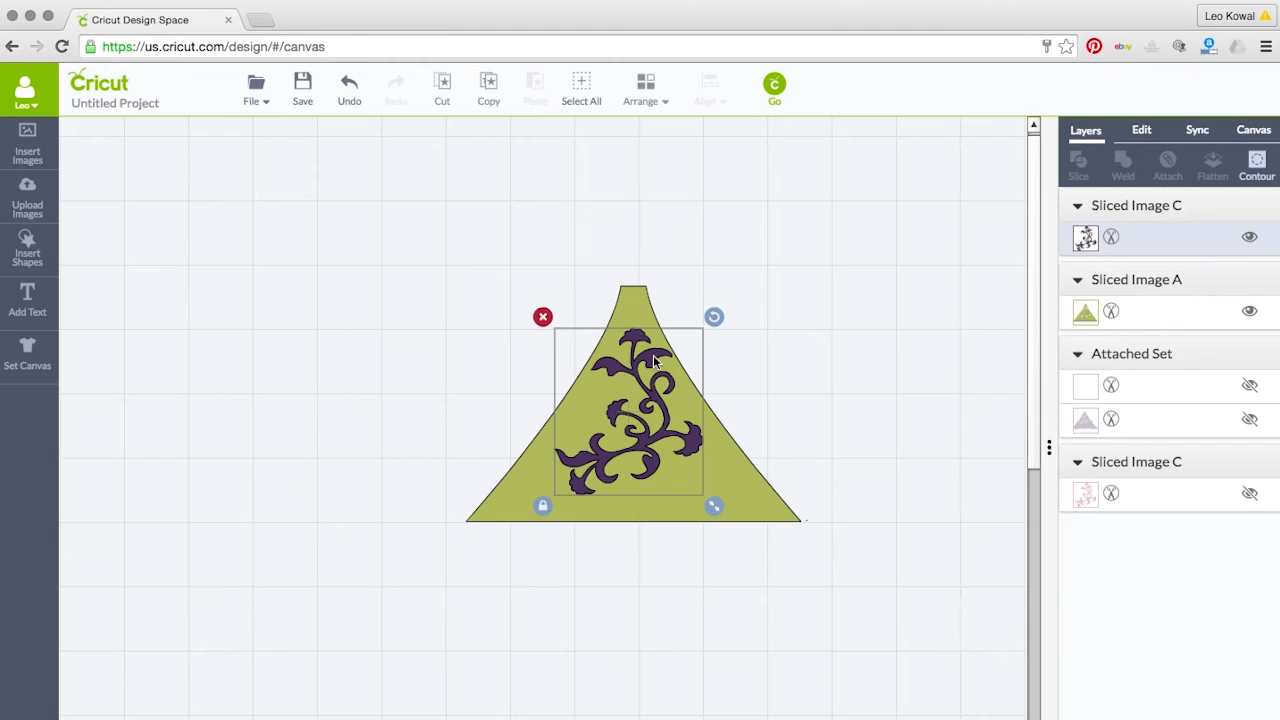 Cricut Design Space
Leo Kowal
https://us.cricut.com/design/#/canvas
Leo
Cricut
Untitled Project
File
Save
Undo
Redo
Cut
Copy
Paste
Select All
Arrange
Align
Go
Insert
Images
Upload
Images
Insert
Shapes
Add Text
Set Canvas
Layers
Edit
Sync
Canvas
Slice
Weld
Attach
Flatten
Contour
Sliced Image C
Sliced Image A
Attached Set
Sliced Image C